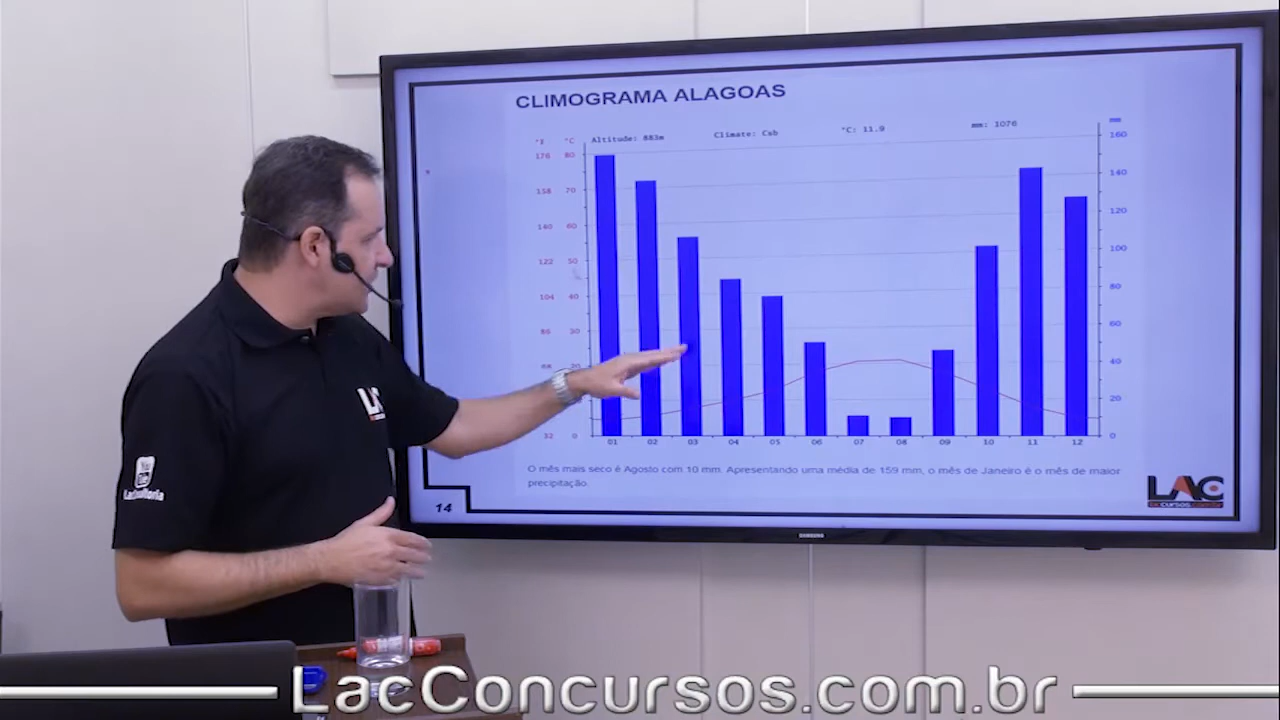 CLIMOGRAMA ALAGOAS
°F °C Altitude: 883m Climate: Csb °C: 11.9 mm: 1076 mm
176 80 160
158 70 140
140 60 120
122 50 100
104 40 80
86 30 60
68 20 40
20
32 0 0
01 02 03 04 05 06 07 08 09 10 11 12
O mês mais seco é Agosto com 10 mm. Apresentando uma média de 159 mm, o mês de Janeiro é o mês de maior
precipitação.
14
LAC
SAMSUNG
LAC
You
Tube
LacConcursos.com.br